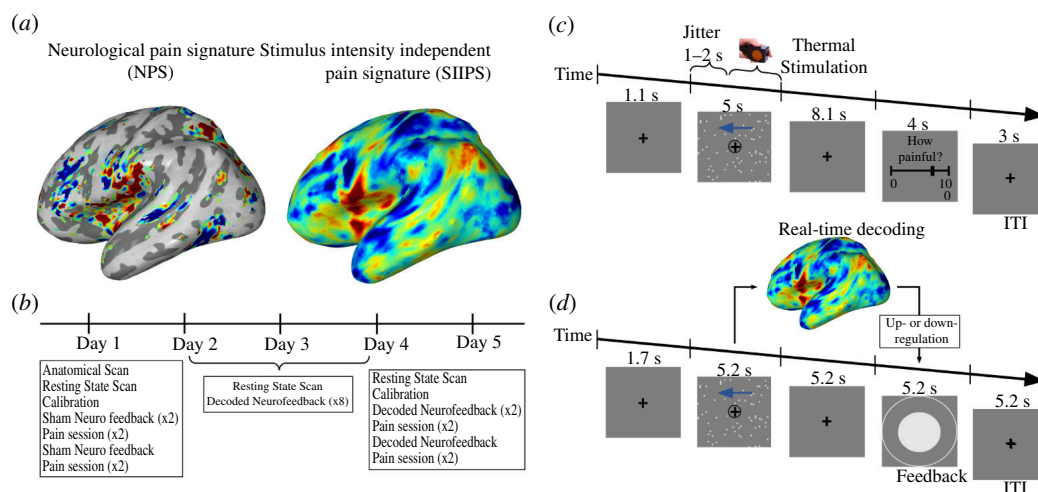 (a)
Neurological pain signature Stimulus intensity independent
(NPS) pain signature (SIIPS)
(b)
Day 1 Day 2 Day 3 Day 4 Day 5
Anatomical Scan
Resting State Scan
Calibration
Sham Neuro feedback (x2)
Pain session (x2)
Sham Neuro feedback
Pain session (x2)
Resting State Scan
Decoded Neurofeedback (x8)
Resting State Scan
Calibration
Decoded Neurofeedback (x2)
Pain session (x2)
Decoded Neurofeedback
Pain session (x2)
(c)
Jitter
1–2 s
Thermal
Stimulation
Time
1.1 s
5 s
8.1 s
4 s
How
painful?
0 10
0
3 s
ITI
Real-time decoding
(d)
Up- or down-
regulation
Time
1.7 s
5.2 s
5.2 s
5.2 s
Feedback
5.2 s
ITI